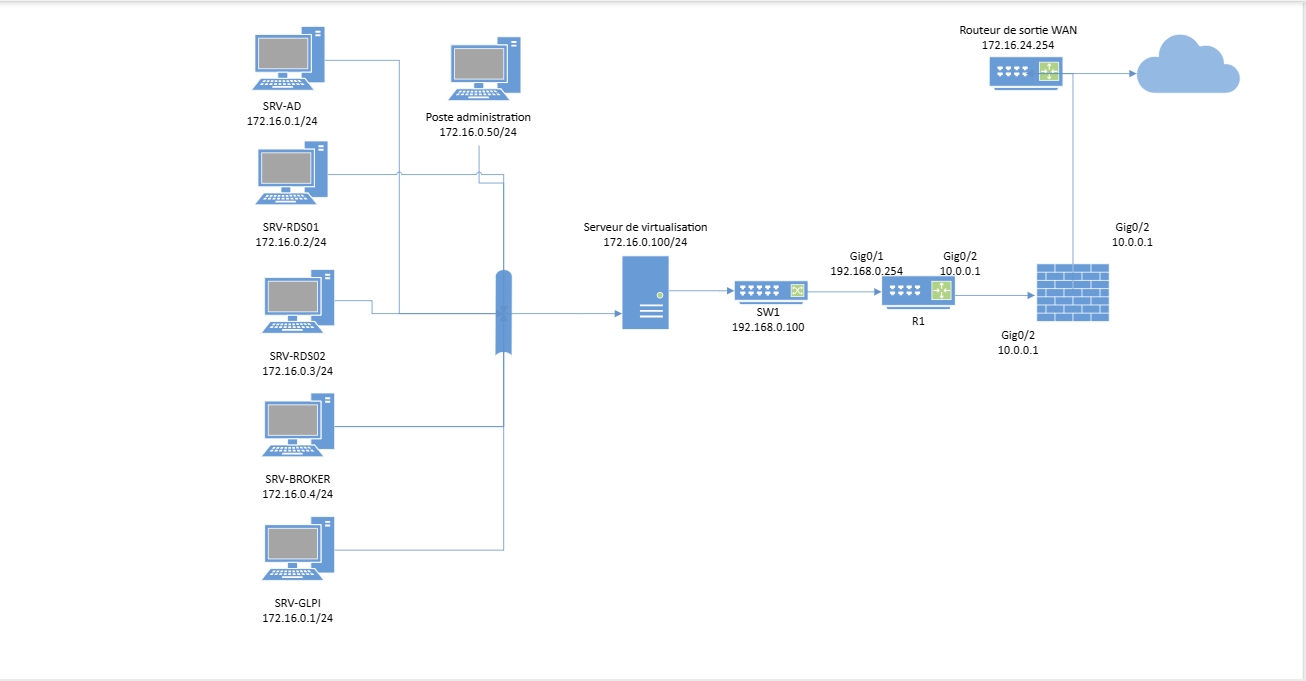 Routeur de sortie WAN
172.16.24.254
SRV-AD
172.16.0.1/24
Poste administration
172.16.0.50/24
SRV-RDS01
172.16.0.2/24
Serveur de virtualisation
172.16.0.100/24
Gig0/1
192.168.0.254
Gig0/2
10.0.0.1
Gig0/2
10.0.0.1
SW1
192.168.0.100
R1
Gig0/2
10.0.0.1
SRV-RDS02
172.16.0.3/24
SRV-BROKER
172.16.0.4/24
SRV-GLPI
172.16.0.1/24